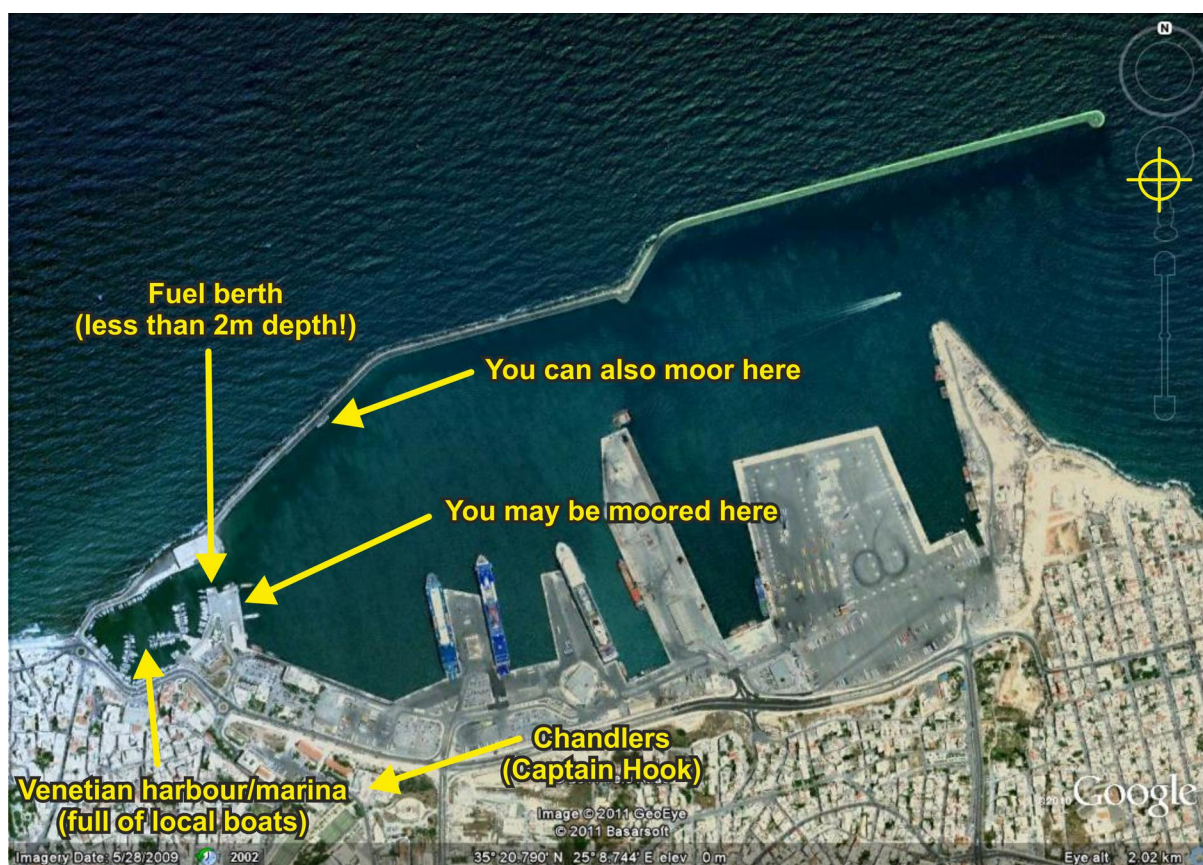 N
Fuel berth
(less than 2m depth!)
You can also moor here
You may be moored here
Chandlers
(Captain Hook)
Venetian harbour/marina
(full of local boats)
Image © 2011 GeoEye
© 2011 Basarsoft
©2010 Google
Imagery Date: 5/28/2009 2002 35°20.790' N 25°8.744' E elev 0 m Eye alt 2.02 km